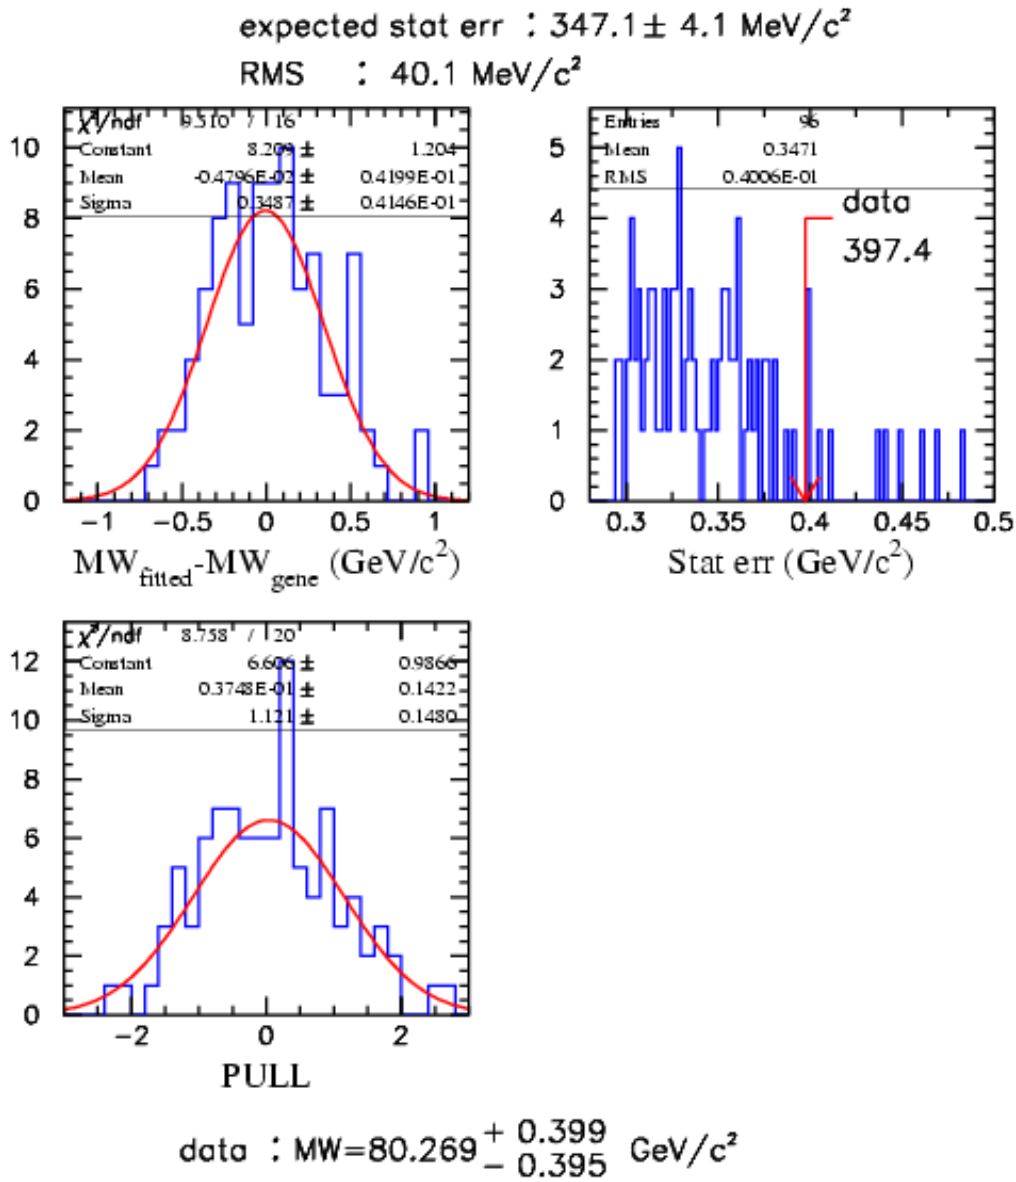 expected stat err : 347.1 ± 4.1 MeV/c²
RMS : 40.1 MeV/c²
χ²/ndf 9.510 / 16
Constant 8.209 ± 1.204
Mean -0.4796E-02 ± 0.4199E-01
Sigma 0.3487 ± 0.4146E-01
10
8
6
4
2
0
−1 −0.5 0 0.5 1
MW_fitted-MW_gene (GeV/c²)
Entries 96
Mean 0.3471
RMS 0.4006E-01
data
397.4
5
4
3
2
1
0
0.3 0.35 0.4 0.45 0.5
Stat err (GeV/c²)
χ²/ndf 8.758 / 20
Constant 6.606 ± 0.9866
Mean 0.3748E-01 ± 0.1422
Sigma 1.121 ± 0.1480
12
10
8
6
4
2
0
−2 0 2
PULL
data : MW=80.269 + 0.399 − 0.395 GeV/c²